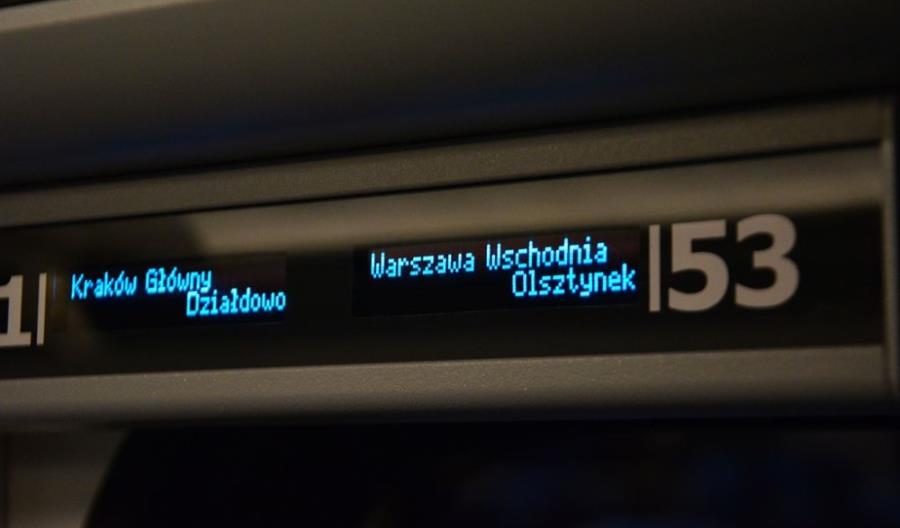 1|
Kraków Główny
Działdowo
Warszawa Wschodnia
Olsztynek
|53